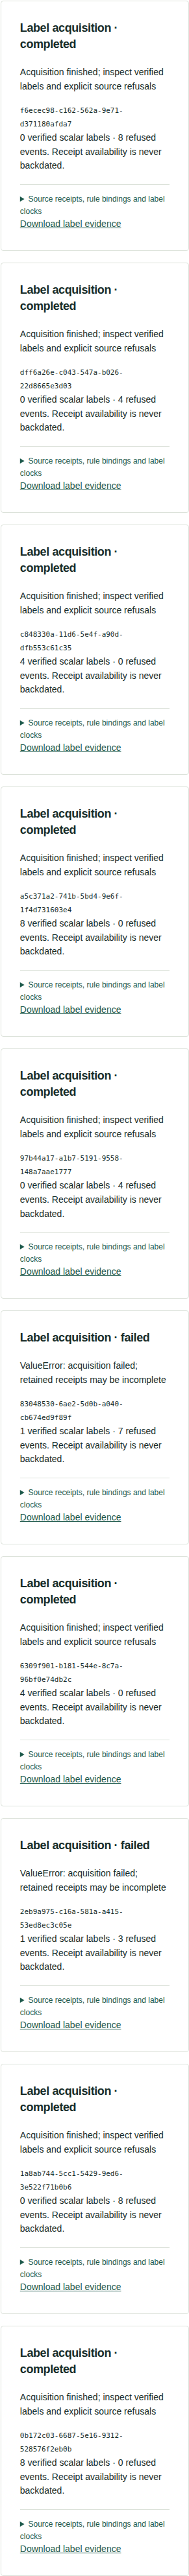 Label acquisition ·
completed
Acquisition finished; inspect verified
labels and explicit source refusals
f6ecec98-c162-562a-9e71-
d371180afda7
0 verified scalar labels · 8 refused
events. Receipt availability is never
backdated.
▶ Source receipts, rule bindings and label
clocks
Download label evidence
Label acquisition ·
completed
Acquisition finished; inspect verified
labels and explicit source refusals
dff6a26e-c043-547a-b026-
22d8665e3d03
0 verified scalar labels · 4 refused
events. Receipt availability is never
backdated.
▶ Source receipts, rule bindings and label
clocks
Download label evidence
Label acquisition ·
completed
Acquisition finished; inspect verified
labels and explicit source refusals
c848330a-11d6-5e4f-a90d-
dfb553c61c35
4 verified scalar labels · 0 refused
events. Receipt availability is never
backdated.
▶ Source receipts, rule bindings and label
clocks
Download label evidence
Label acquisition ·
completed
Acquisition finished; inspect verified
labels and explicit source refusals
a5c371a2-741b-5bd4-9e6f-
1f4d731603e4
8 verified scalar labels · 0 refused
events. Receipt availability is never
backdated.
▶ Source receipts, rule bindings and label
clocks
Download label evidence
Label acquisition ·
completed
Acquisition finished; inspect verified
labels and explicit source refusals
97b44a17-a1b7-5191-9558-
148a7aae1777
0 verified scalar labels · 4 refused
events. Receipt availability is never
backdated.
▶ Source receipts, rule bindings and label
clocks
Download label evidence
Label acquisition · failed
ValueError: acquisition failed;
retained receipts may be incomplete
83048530-6ae2-5d0b-a040-
cb674ed9f89f
1 verified scalar labels · 7 refused
events. Receipt availability is never
backdated.
▶ Source receipts, rule bindings and label
clocks
Download label evidence
Label acquisition ·
completed
Acquisition finished; inspect verified
labels and explicit source refusals
6309f901-b181-544e-8c7a-
96bf0e74db2c
4 verified scalar labels · 0 refused
events. Receipt availability is never
backdated.
▶ Source receipts, rule bindings and label
clocks
Download label evidence
Label acquisition · failed
ValueError: acquisition failed;
retained receipts may be incomplete
2eb9a975-c16a-581a-a415-
53ed8ec3c05e
1 verified scalar labels · 3 refused
events. Receipt availability is never
backdated.
▶ Source receipts, rule bindings and label
clocks
Download label evidence
Label acquisition ·
completed
Acquisition finished; inspect verified
labels and explicit source refusals
1a8ab744-5cc1-5429-9ed6-
3e522f71b0b6
0 verified scalar labels · 8 refused
events. Receipt availability is never
backdated.
▶ Source receipts, rule bindings and label
clocks
Download label evidence
Label acquisition ·
completed
Acquisition finished; inspect verified
labels and explicit source refusals
0b172c03-6687-5e16-9312-
528576f2eb0b
8 verified scalar labels · 0 refused
events. Receipt availability is never
backdated.
▶ Source receipts, rule bindings and label
clocks
Download label evidence